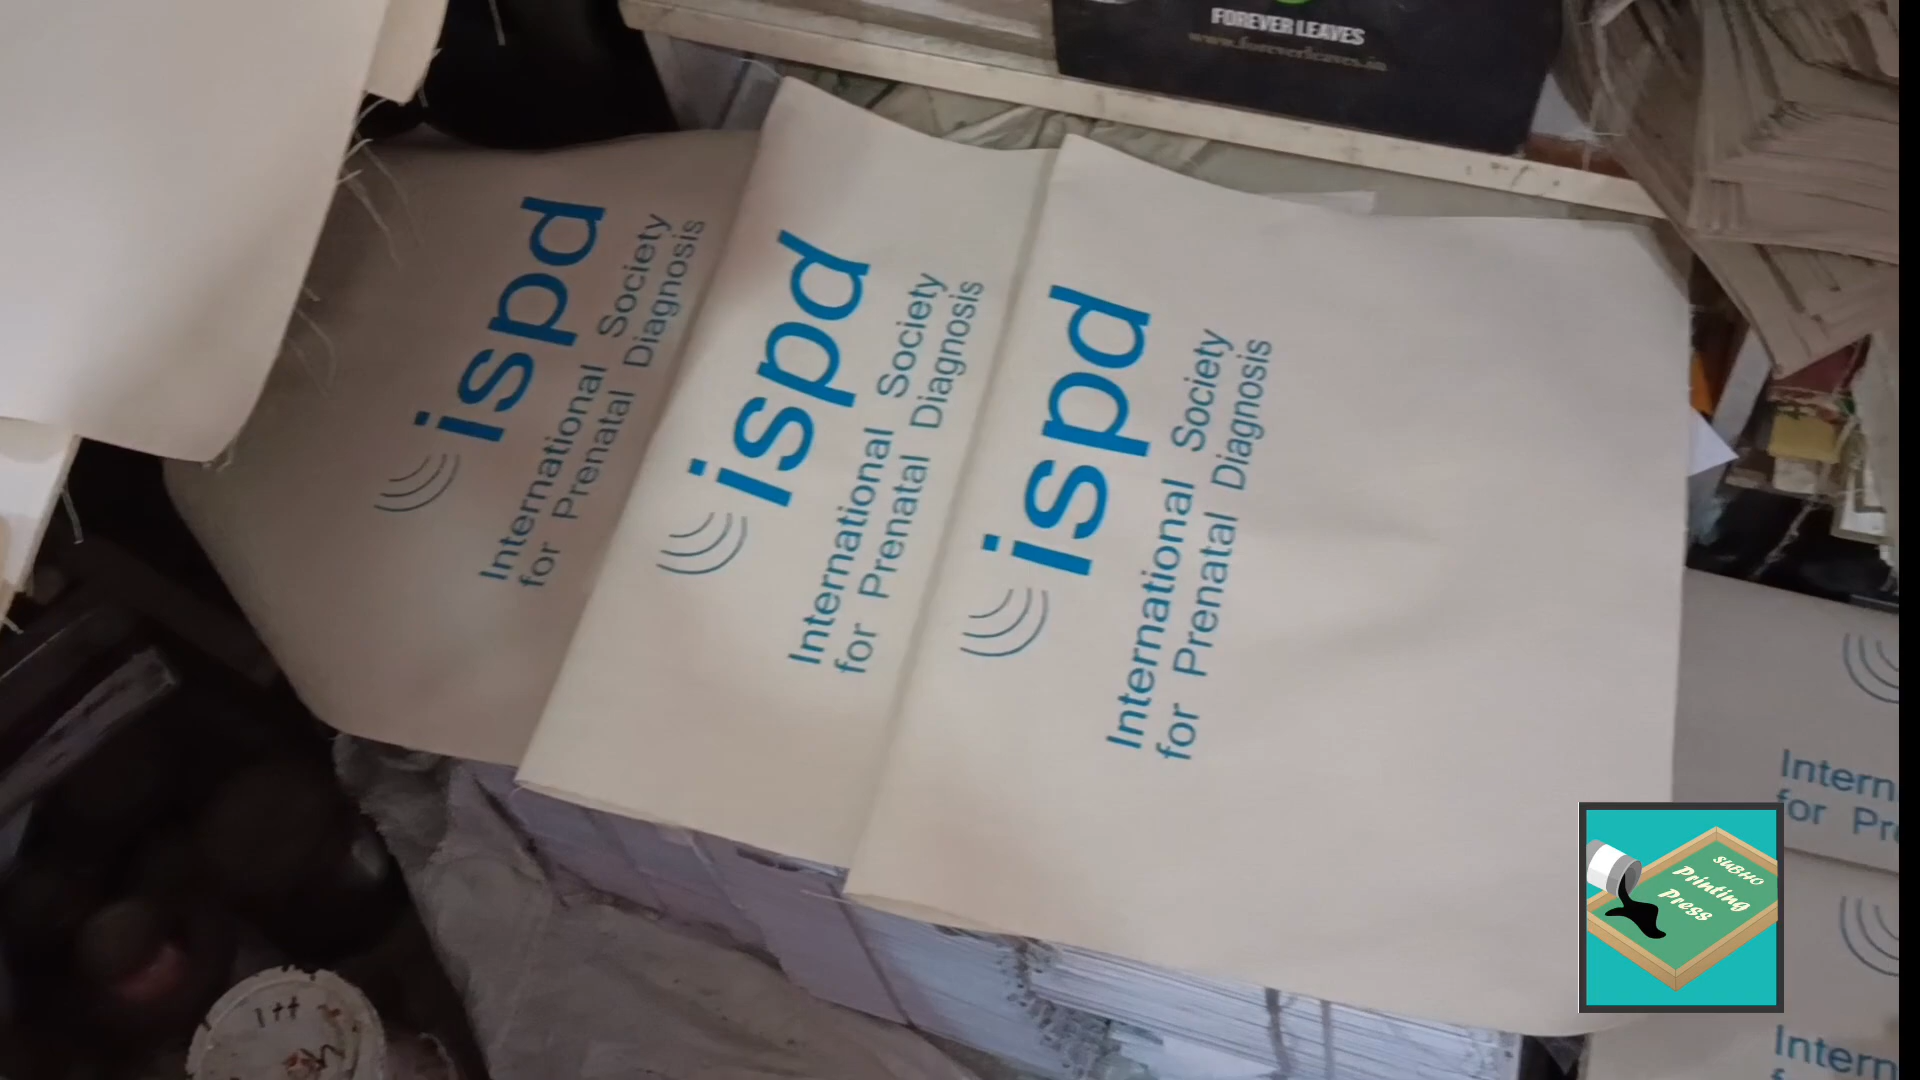 FOREVER LEAVES
www.foreverleaves.in
ispd
International Society
for Prenatal Diagnosis
ispd
International Society
for Prenatal Diagnosis
ispd
International Society
for Prenatal Diagnosis
Intern
for Pre
Intern
SUBHO
Printing
Press